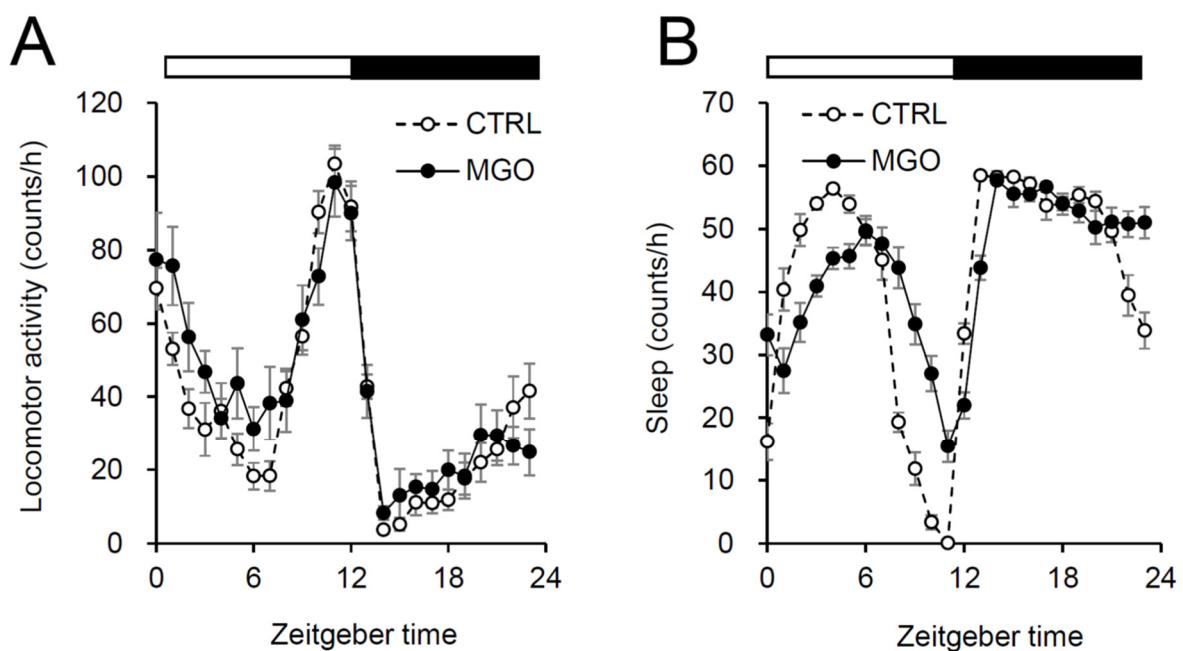 A
CTRL
MGO
Locomotor activity (counts/h)
120
100
80
60
40
20
0
0 6 12 18 24
Zeitgeber time
B
CTRL
MGO
Sleep (counts/h)
70
60
50
40
30
20
10
0
0 6 12 18 24
Zeitgeber time